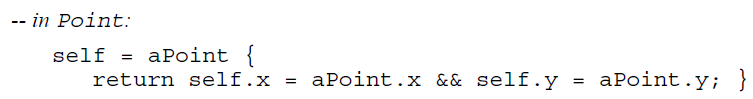 -- in Point:
self = aPoint {
return self.x = aPoint.x && self.y = aPoint.y; }